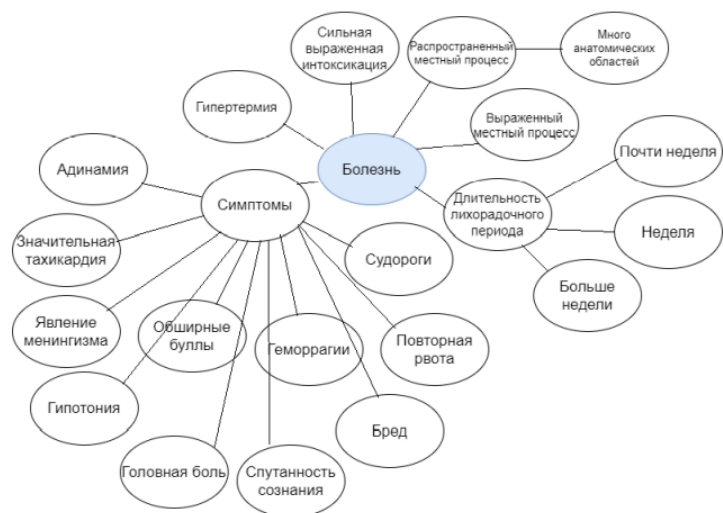 Сильная
выраженная
интоксикация
Распространенный
местный процесс
Много
анатомических
областей
Гипертермия
Выраженный
местный процесс
Болезнь
Почти неделя
Адинамия
Симптомы
Длительность
лихорадочного
периода
Неделя
Значительная
тахикардия
Судороги
Больше
недели
Явление
менингизма
Обширные
буллы
Геморрагии
Повторная
рвота
Гипотония
Бред
Головная боль
Спутанность
сознания